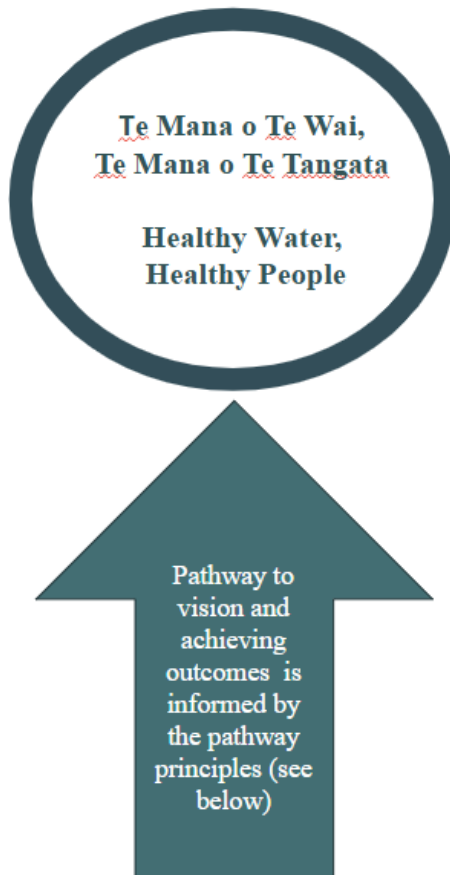 Te Mana o Te Wai,
Te Mana o Te Tangata
Healthy Water,
Healthy People
Pathway to
vision and
achieving
outcomes is
informed by
the pathway
principles (see
below)